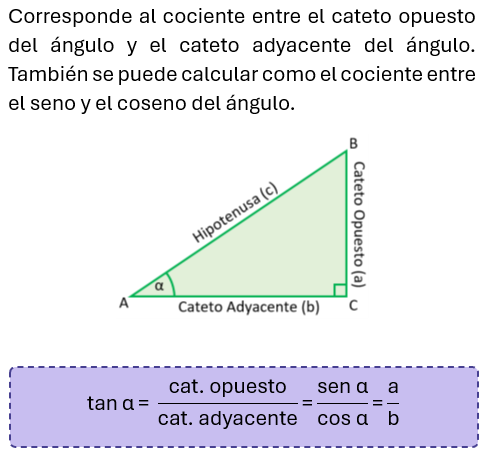 Corresponde al cociente entre el cateto opuesto
del ángulo y el cateto adyacente del ángulo.
También se puede calcular como el cociente entre
el seno y el coseno del ángulo.
B
Hipotenusa (c)
Cateto Opuesto (a)
α
A
Cateto Adyacente (b)
C
tan α = cat. opuesto / cat. adyacente = sen α / cos α = a / b